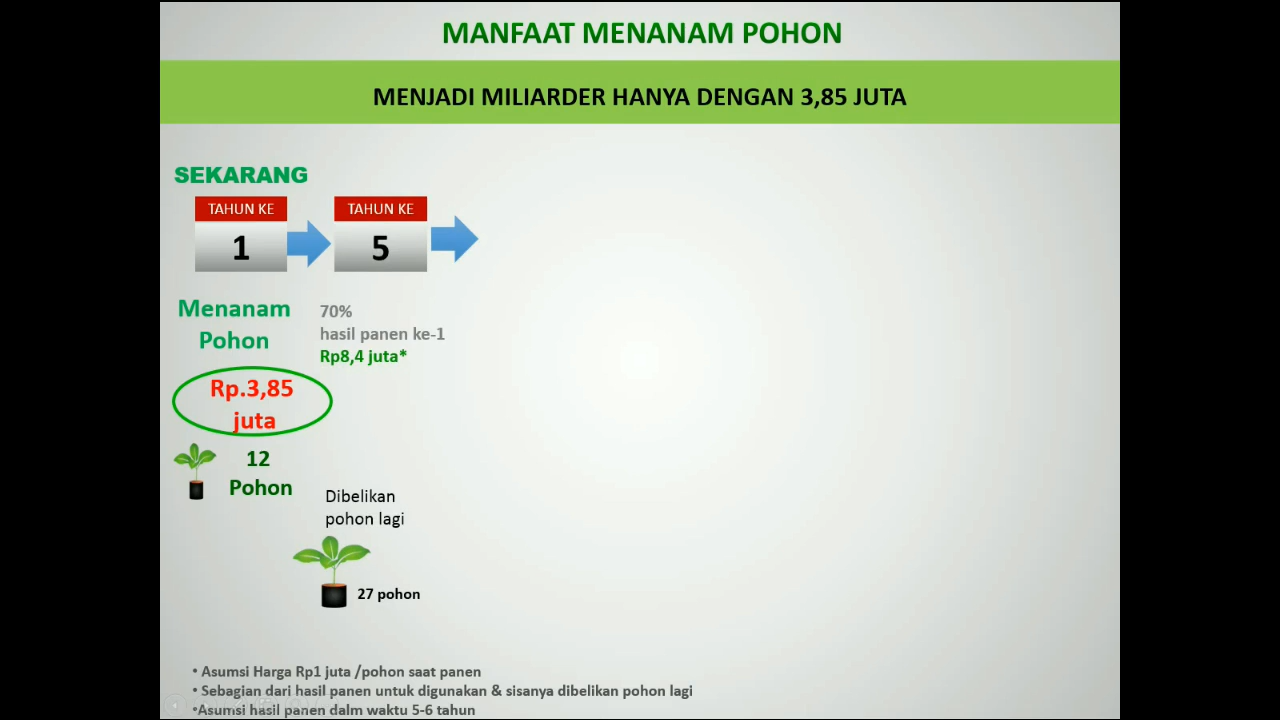 MANFAAT MENANAM POHON
MENJADI MILIARDER HANYA DENGAN 3,85 JUTA
SEKARANG
TAHUN KE
1
TAHUN KE
5
Menanam
Pohon
Rp.3,85
juta
12
Pohon
70%
hasil panen ke-1
Rp8,4 juta*
Dibelikan
pohon lagi
27 pohon
• Asumsi Harga Rp1 juta /pohon saat panen
• Sebagian dari hasil panen untuk digunakan & sisanya dibelikan pohon lagi
•Asumsi hasil panen dalm waktu 5-6 tahun